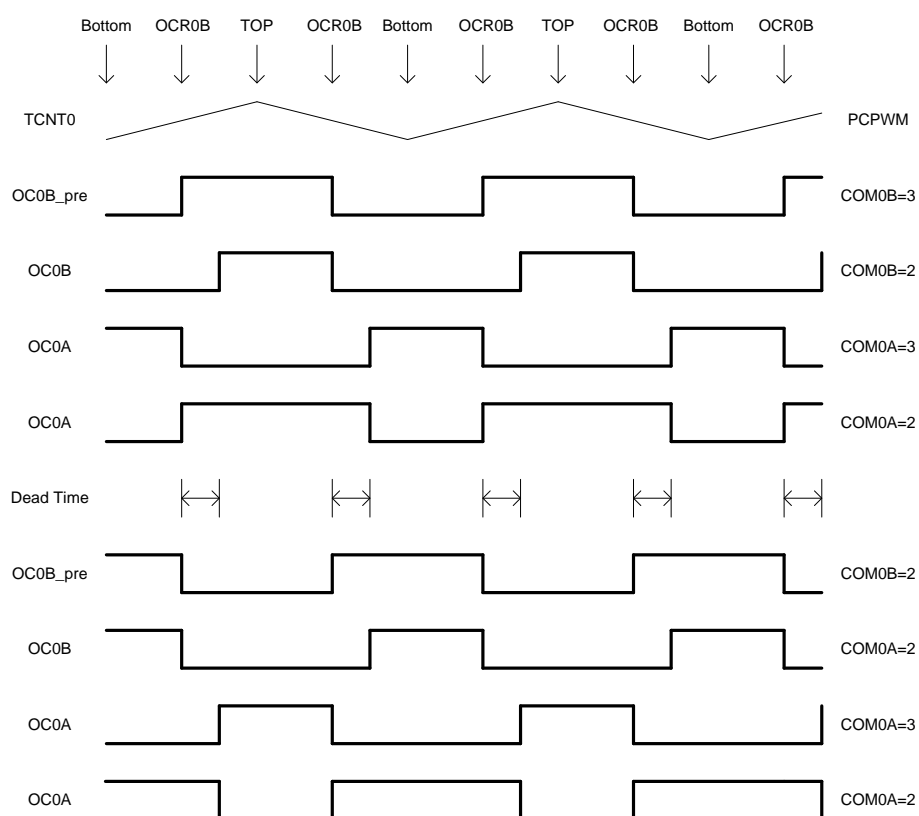 Bottom OCR0B TOP OCR0B Bottom OCR0B TOP OCR0B Bottom OCR0B
TCNT0 PCPWM
OC0B_pre COM0B=3
OC0B COM0B=2
OC0A COM0A=3
OC0A COM0A=2
Dead Time
OC0B_pre COM0B=2
OC0B COM0A=2
OC0A COM0A=3
OC0A COM0A=2